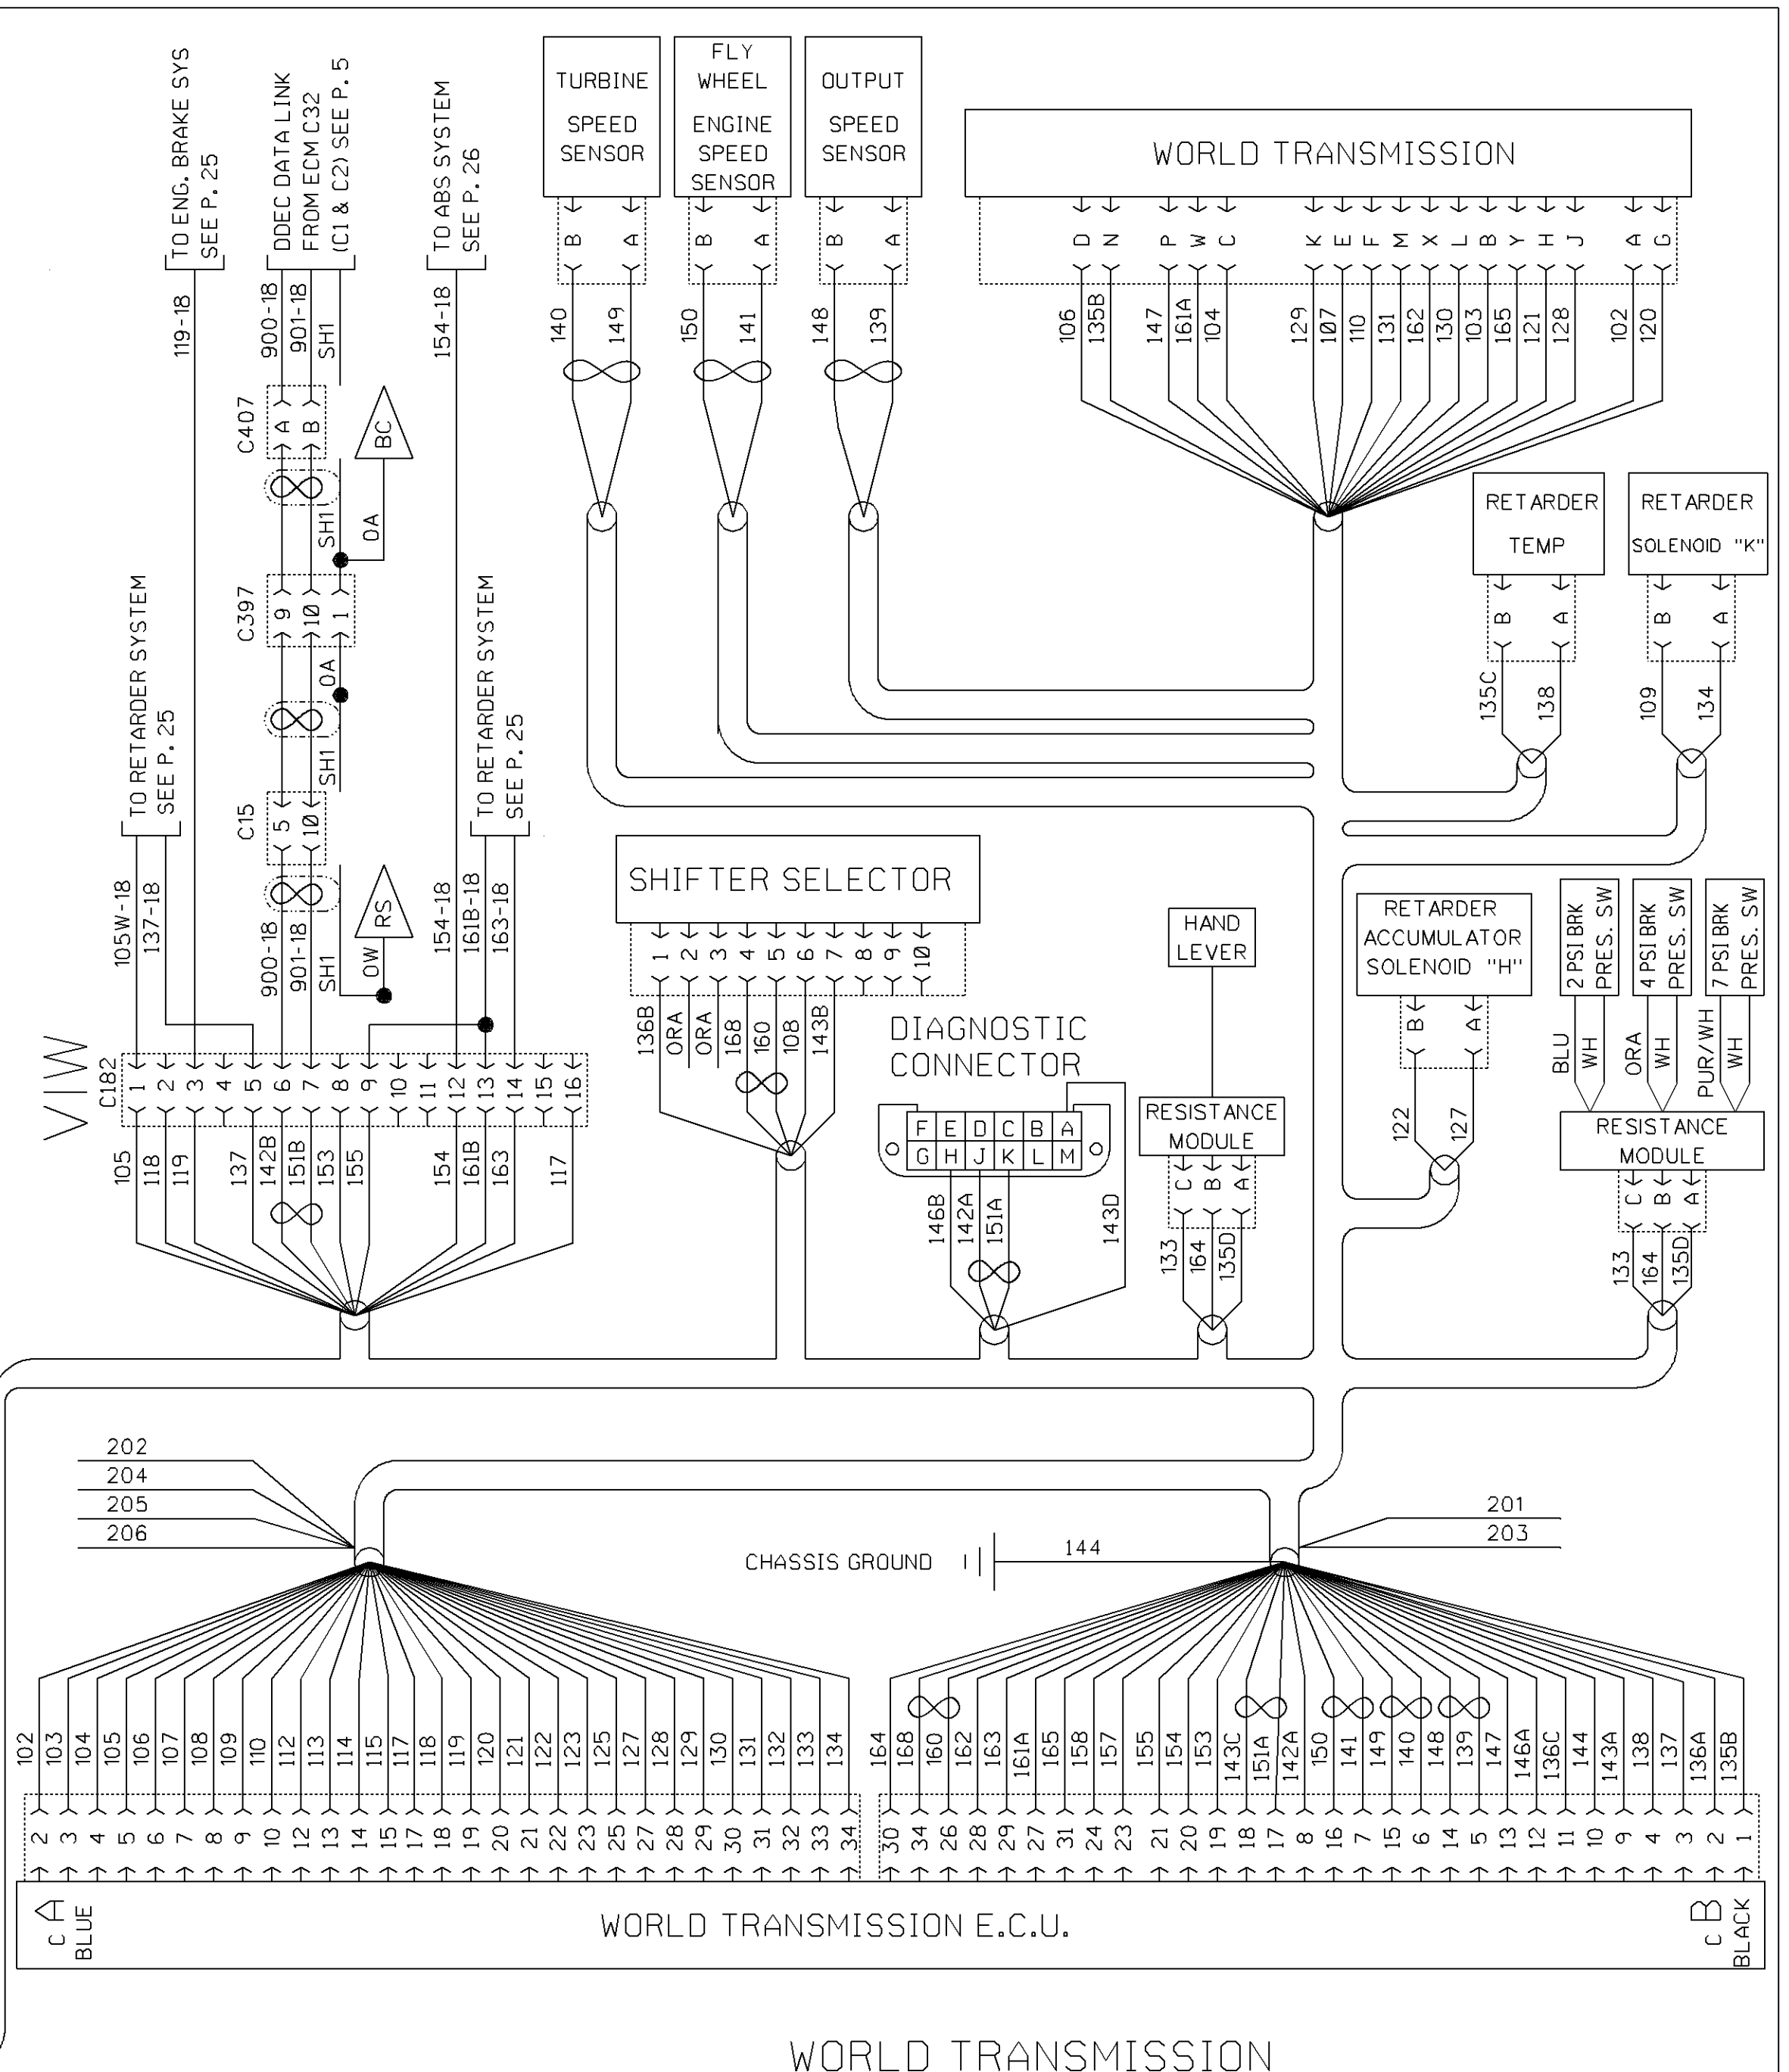 TO ENG. BRAKE SYS
SEE P. 25
DDEC DATA LINK
FROM ECM C32
(C1 & C2) SEE P. 5
TO ABS SYSTEM
SEE P. 26
119-18
900-18
901-18
SH1
154-18
C407
A
B
BC
SH1
0A
C397
9
10
1
0A
SH1
C15
5
10
TO RETARDER SYSTEM
SEE P. 25
TO RETARDER SYSTEM
SEE P. 25
105W-18
137-18
900-18
901-18
SH1
0W
RS
154-18
161B-18
163-18
VIW
C182
1 2 3 4 5 6 7 8 9 10 11 12 13 14 15 16
105 118 119 137 142B 151B 153 155 154 161B 163 117
TURBINE
SPEED
SENSOR
B A
140 149
FLY
WHEEL
ENGINE
SPEED
SENSOR
B A
150 141
OUTPUT
SPEED
SENSOR
B A
148 139
WORLD TRANSMISSION
D N P W C K E F M X L B Y H J A G
106 135B 147 161A 104 129 107 110 131 162 130 103 165 121 128 102 120
RETARDER
TEMP
B A
135C 138
RETARDER
SOLENOID "K"
B A
109 134
SHIFTER SELECTOR
1 2 3 4 5 6 7 8 9 10
136B ORA ORA 168 160 108 143B
DIAGNOSTIC
CONNECTOR
F E D C B A
G H J K L M
146B 142A 151A 143D
HAND
LEVER
RESISTANCE
MODULE
C B A
133 164 135D
RETARDER
ACCUMULATOR
SOLENOID "H"
B A
122 127
2 PSI BRK
PRES. SW
4 PSI BRK
PRES. SW
7 PSI BRK
PRES. SW
BLU WH ORA WH PUR/WH WH
RESISTANCE
MODULE
C B A
133 164 135D
202
204
205
206
CHASSIS GROUND
144
201
203
102 103 104 105 106 107 108 109 110 112 113 114 115 117 118 119 120 121 122 123 125 127 128 129 130 131 132 133 134
2 3 4 5 6 7 8 9 10 12 13 14 15 17 18 19 20 21 22 23 25 27 28 29 30 31 32 33 34
164 168 160 162 163 161A 165 158 157 155 154 153 143C 151A 142A 150 141 149 140 148 139 147 146A 136C 144 143A 138 137 136A 135B
30 34 26 28 29 27 31 24 23 21 20 19 18 17 8 16 7 15 6 14 5 13 12 11 10 9 4 3 2 1
C A
BLUE
WORLD TRANSMISSION E.C.U.
C B
BLACK
WORLD TRANSMISSION